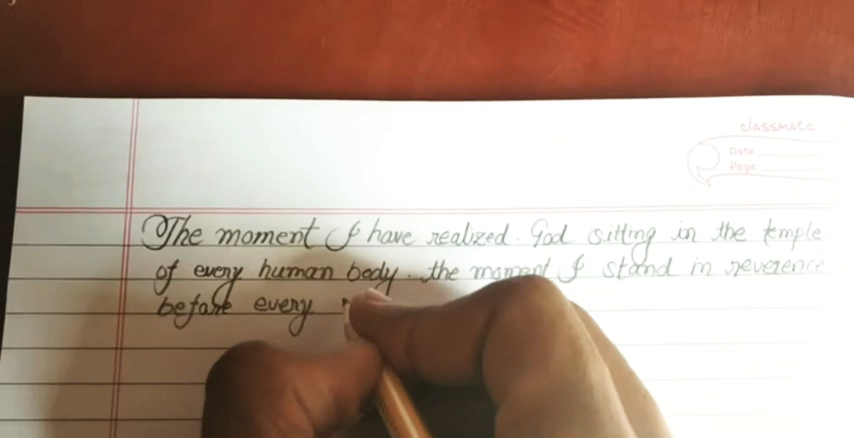 classmate
Date
Page
The moment I have realized. God sitting in the temple
of every human body. the moment I stand in reverence
before every